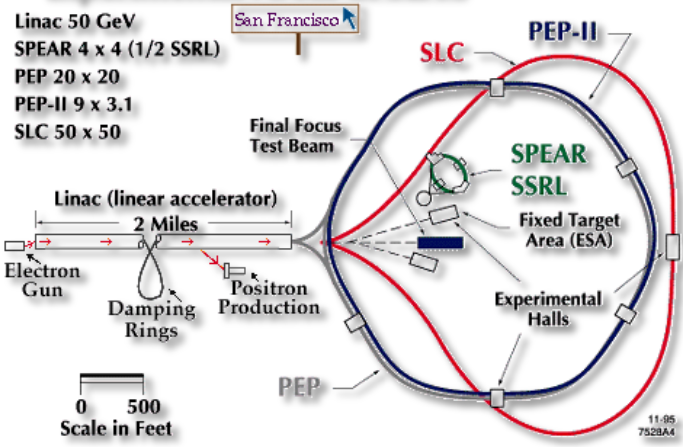 Linac 50 GeV
SPEAR 4 x 4 (1/2 SSRL)
PEP 20 x 20
PEP-II 9 x 3.1
SLC 50 x 50
San Francisco
SLC
PEP-II
Final Focus
Test Beam
SPEAR
SSRL
Linac (linear accelerator)
2 Miles
Fixed Target
Area (ESA)
Electron
Gun
Damping
Rings
Positron
Production
Experimental
Halls
PEP
0 500
Scale in Feet
11-95
7528A4